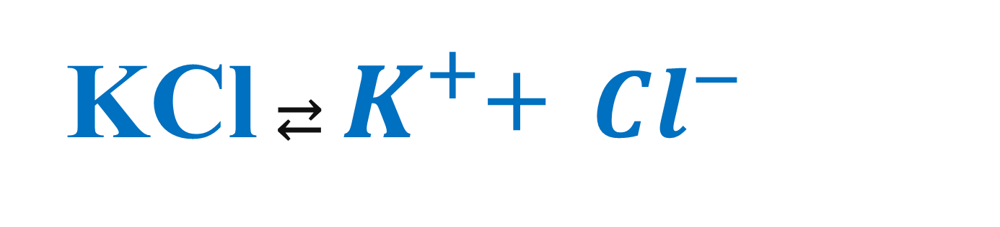 KCl ⇄ K⁺ + Cl⁻